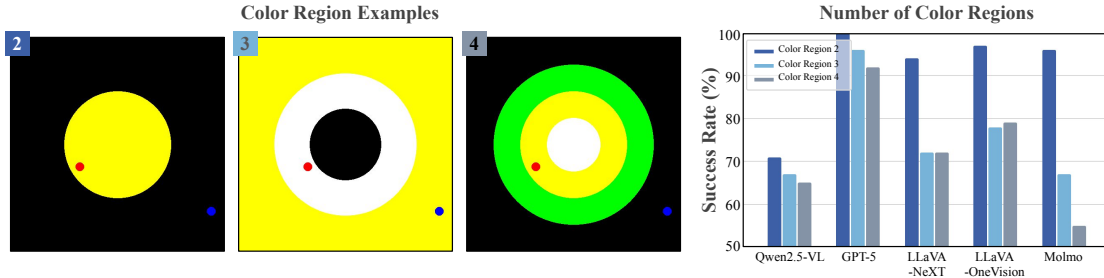 Color Region Examples
2
3
4
Number of Color Regions
Success Rate (%)
100
90
80
70
60
50
Color Region 2
Color Region 3
Color Region 4
Qwen2.5-VL
GPT-5
LLaVA
-NeXT
LLaVA
-OneVision
Molmo